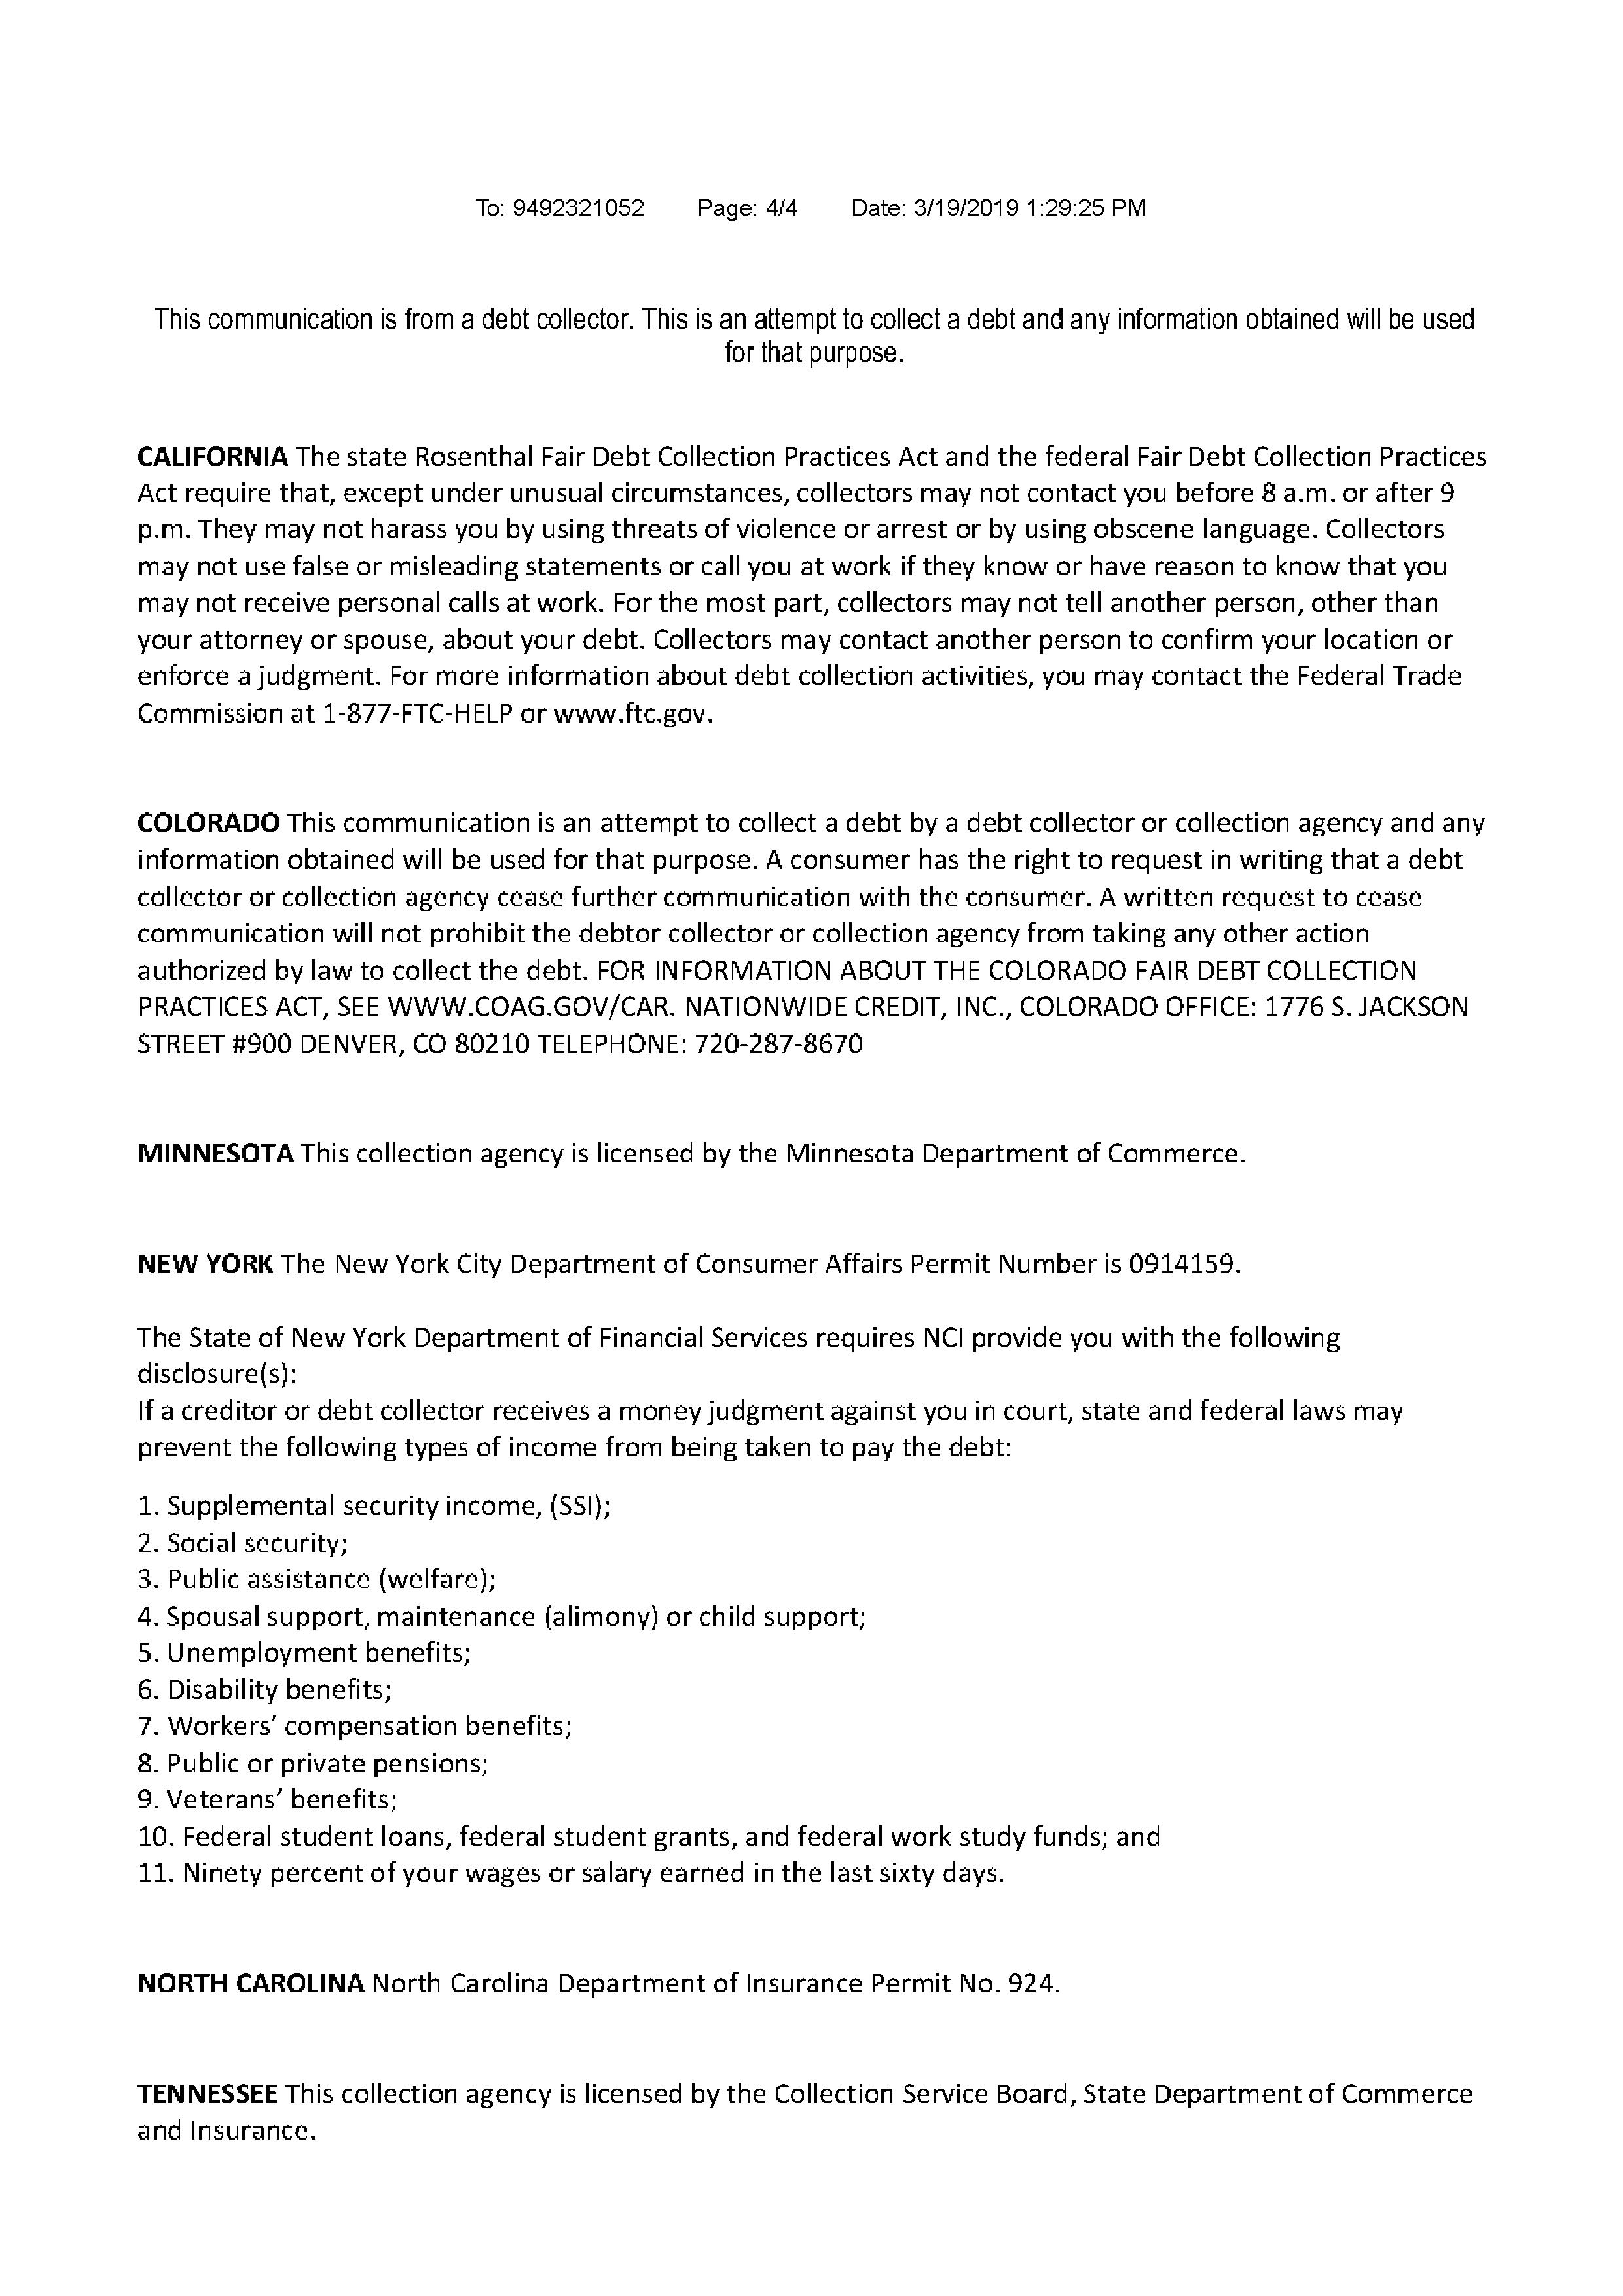 To: 9492321052 Page: 4/4 Date: 3/19/2019 1:29:25 PM
This communication is from a debt collector. This is an attempt to collect a debt and any information obtained will be used
for that purpose.
CALIFORNIA The state Rosenthal Fair Debt Collection Practices Act and the federal Fair Debt Collection Practices
Act require that, except under unusual circumstances, collectors may not contact you before 8 a.m. or after 9
p.m. They may not harass you by using threats of violence or arrest or by using obscene language. Collectors
may not use false or misleading statements or call you at work if they know or have reason to know that you
may not receive personal calls at work. For the most part, collectors may not tell another person, other than
your attorney or spouse, about your debt. Collectors may contact another person to confirm your location or
enforce a judgment. For more information about debt collection activities, you may contact the Federal Trade
Commission at 1-877-FTC-HELP or www.ftc.gov.
COLORADO This communication is an attempt to collect a debt by a debt collector or collection agency and any
information obtained will be used for that purpose. A consumer has the right to request in writing that a debt
collector or collection agency cease further communication with the consumer. A written request to cease
communication will not prohibit the debtor collector or collection agency from taking any other action
authorized by law to collect the debt. FOR INFORMATION ABOUT THE COLORADO FAIR DEBT COLLECTION
PRACTICES ACT, SEE WWW.COAG.GOV/CAR. NATIONWIDE CREDIT, INC., COLORADO OFFICE: 1776 S. JACKSON
STREET #900 DENVER, CO 80210 TELEPHONE: 720-287-8670
MINNESOTA This collection agency is licensed by the Minnesota Department of Commerce.
NEW YORK The New York City Department of Consumer Affairs Permit Number is 0914159.
The State of New York Department of Financial Services requires NCI provide you with the following
disclosure(s):
If a creditor or debt collector receives a money judgment against you in court, state and federal laws may
prevent the following types of income from being taken to pay the debt:
1. Supplemental security income, (SSI);
2. Social security;
3. Public assistance (welfare);
4. Spousal support, maintenance (alimony) or child support;
5. Unemployment benefits;
6. Disability benefits;
7. Workers’ compensation benefits;
8. Public or private pensions;
9. Veterans’ benefits;
10. Federal student loans, federal student grants, and federal work study funds; and
11. Ninety percent of your wages or salary earned in the last sixty days.
NORTH CAROLINA North Carolina Department of Insurance Permit No. 924.
TENNESSEE This collection agency is licensed by the Collection Service Board, State Department of Commerce
and Insurance.